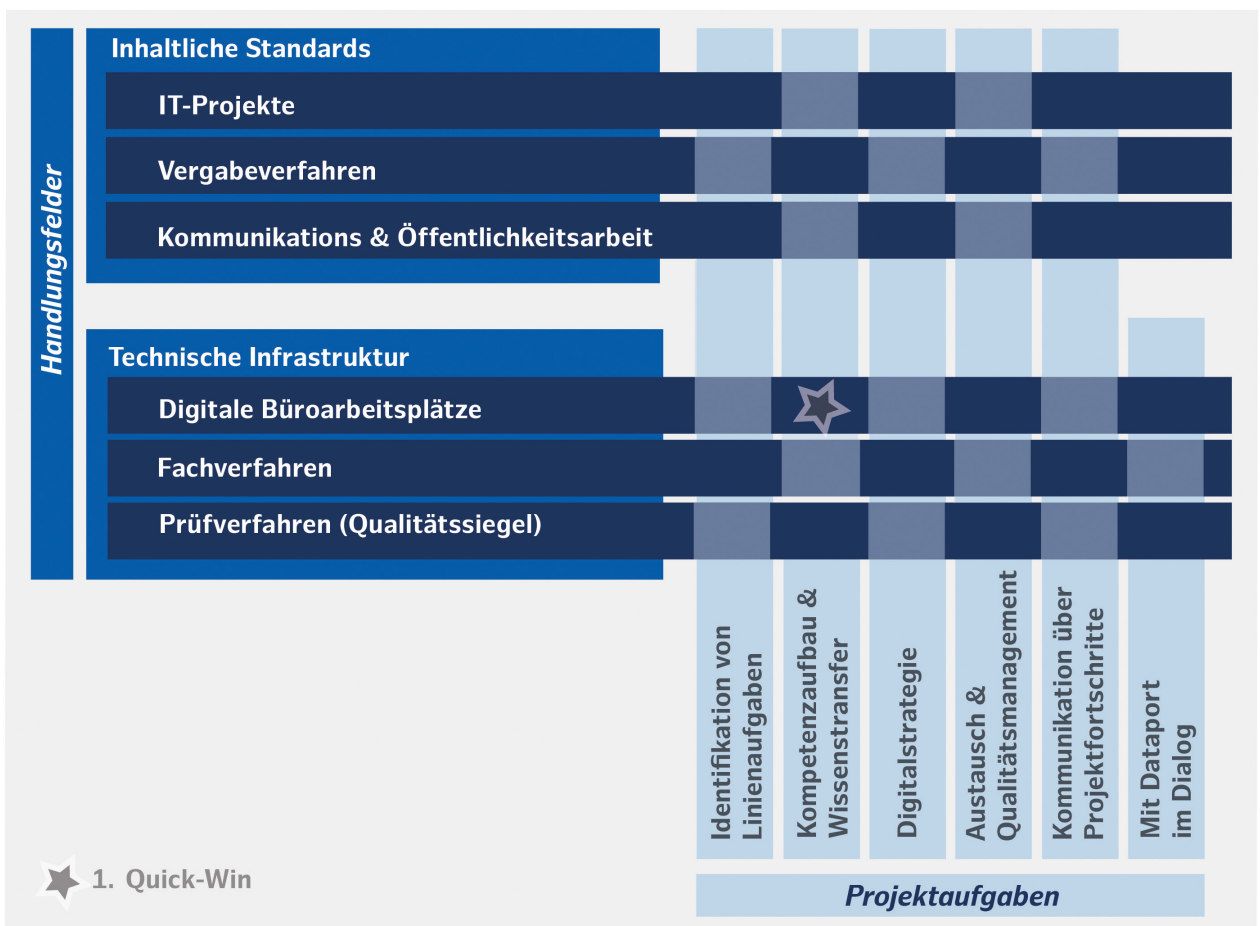 Handlungsfelder
Inhaltliche Standards
IT-Projekte
Vergabeverfahren
Kommunikations & Öffentlichkeitsarbeit
Technische Infrastruktur
Digitale Büroarbeitsplätze
Fachverfahren
Prüfverfahren (Qualitätssiegel)
Identifikation von
Linienaufgaben
Kompetenzaufbau &
Wissenstransfer
Digitalstrategie
Austausch &
Qualitätsmanagement
Kommunikation über
Projektfortschritte
Mit Dataport
im Dialog
1. Quick-Win
Projektaufgaben